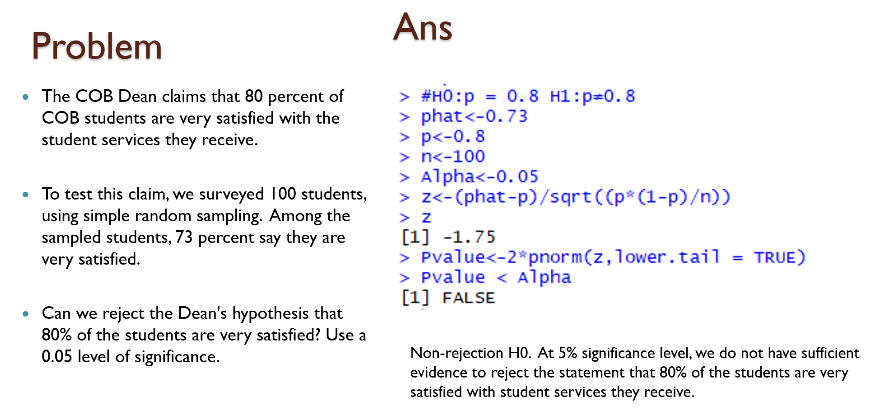 Problem
• The COB Dean claims that 80 percent of
COB students are very satisfied with the
student services they receive.
• To test this claim, we surveyed 100 students,
using simple random sampling. Among the
sampled students, 73 percent say they are
very satisfied.
• Can we reject the Dean's hypothesis that
80% of the students are very satisfied? Use a
0.05 level of significance.
Ans
> #H0:p = 0.8 H1:p≠0.8
> phat<-0.73
> p<-0.8
> n<-100
> Alpha<-0.05
> z<-(phat-p)/sqrt((p*(1-p)/n))
> z
[1] -1.75
> Pvalue<-2*pnorm(z,lower.tail = TRUE)
> Pvalue < Alpha
[1] FALSE
Non-rejection H0. At 5% significance level, we do not have sufficient
evidence to reject the statement that 80% of the students are very
satisfied with student services they receive.